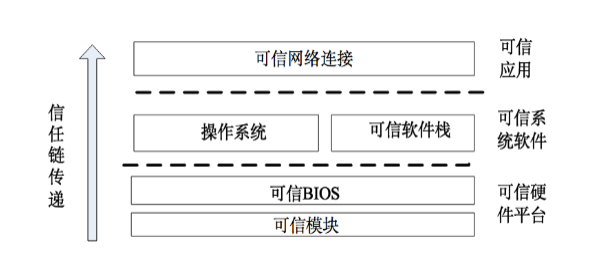 可信网络连接
可信
应用
操作系统
可信软件栈
可信系
统软件
信任链传递
可信BIOS
可信模块
可信硬
件平台